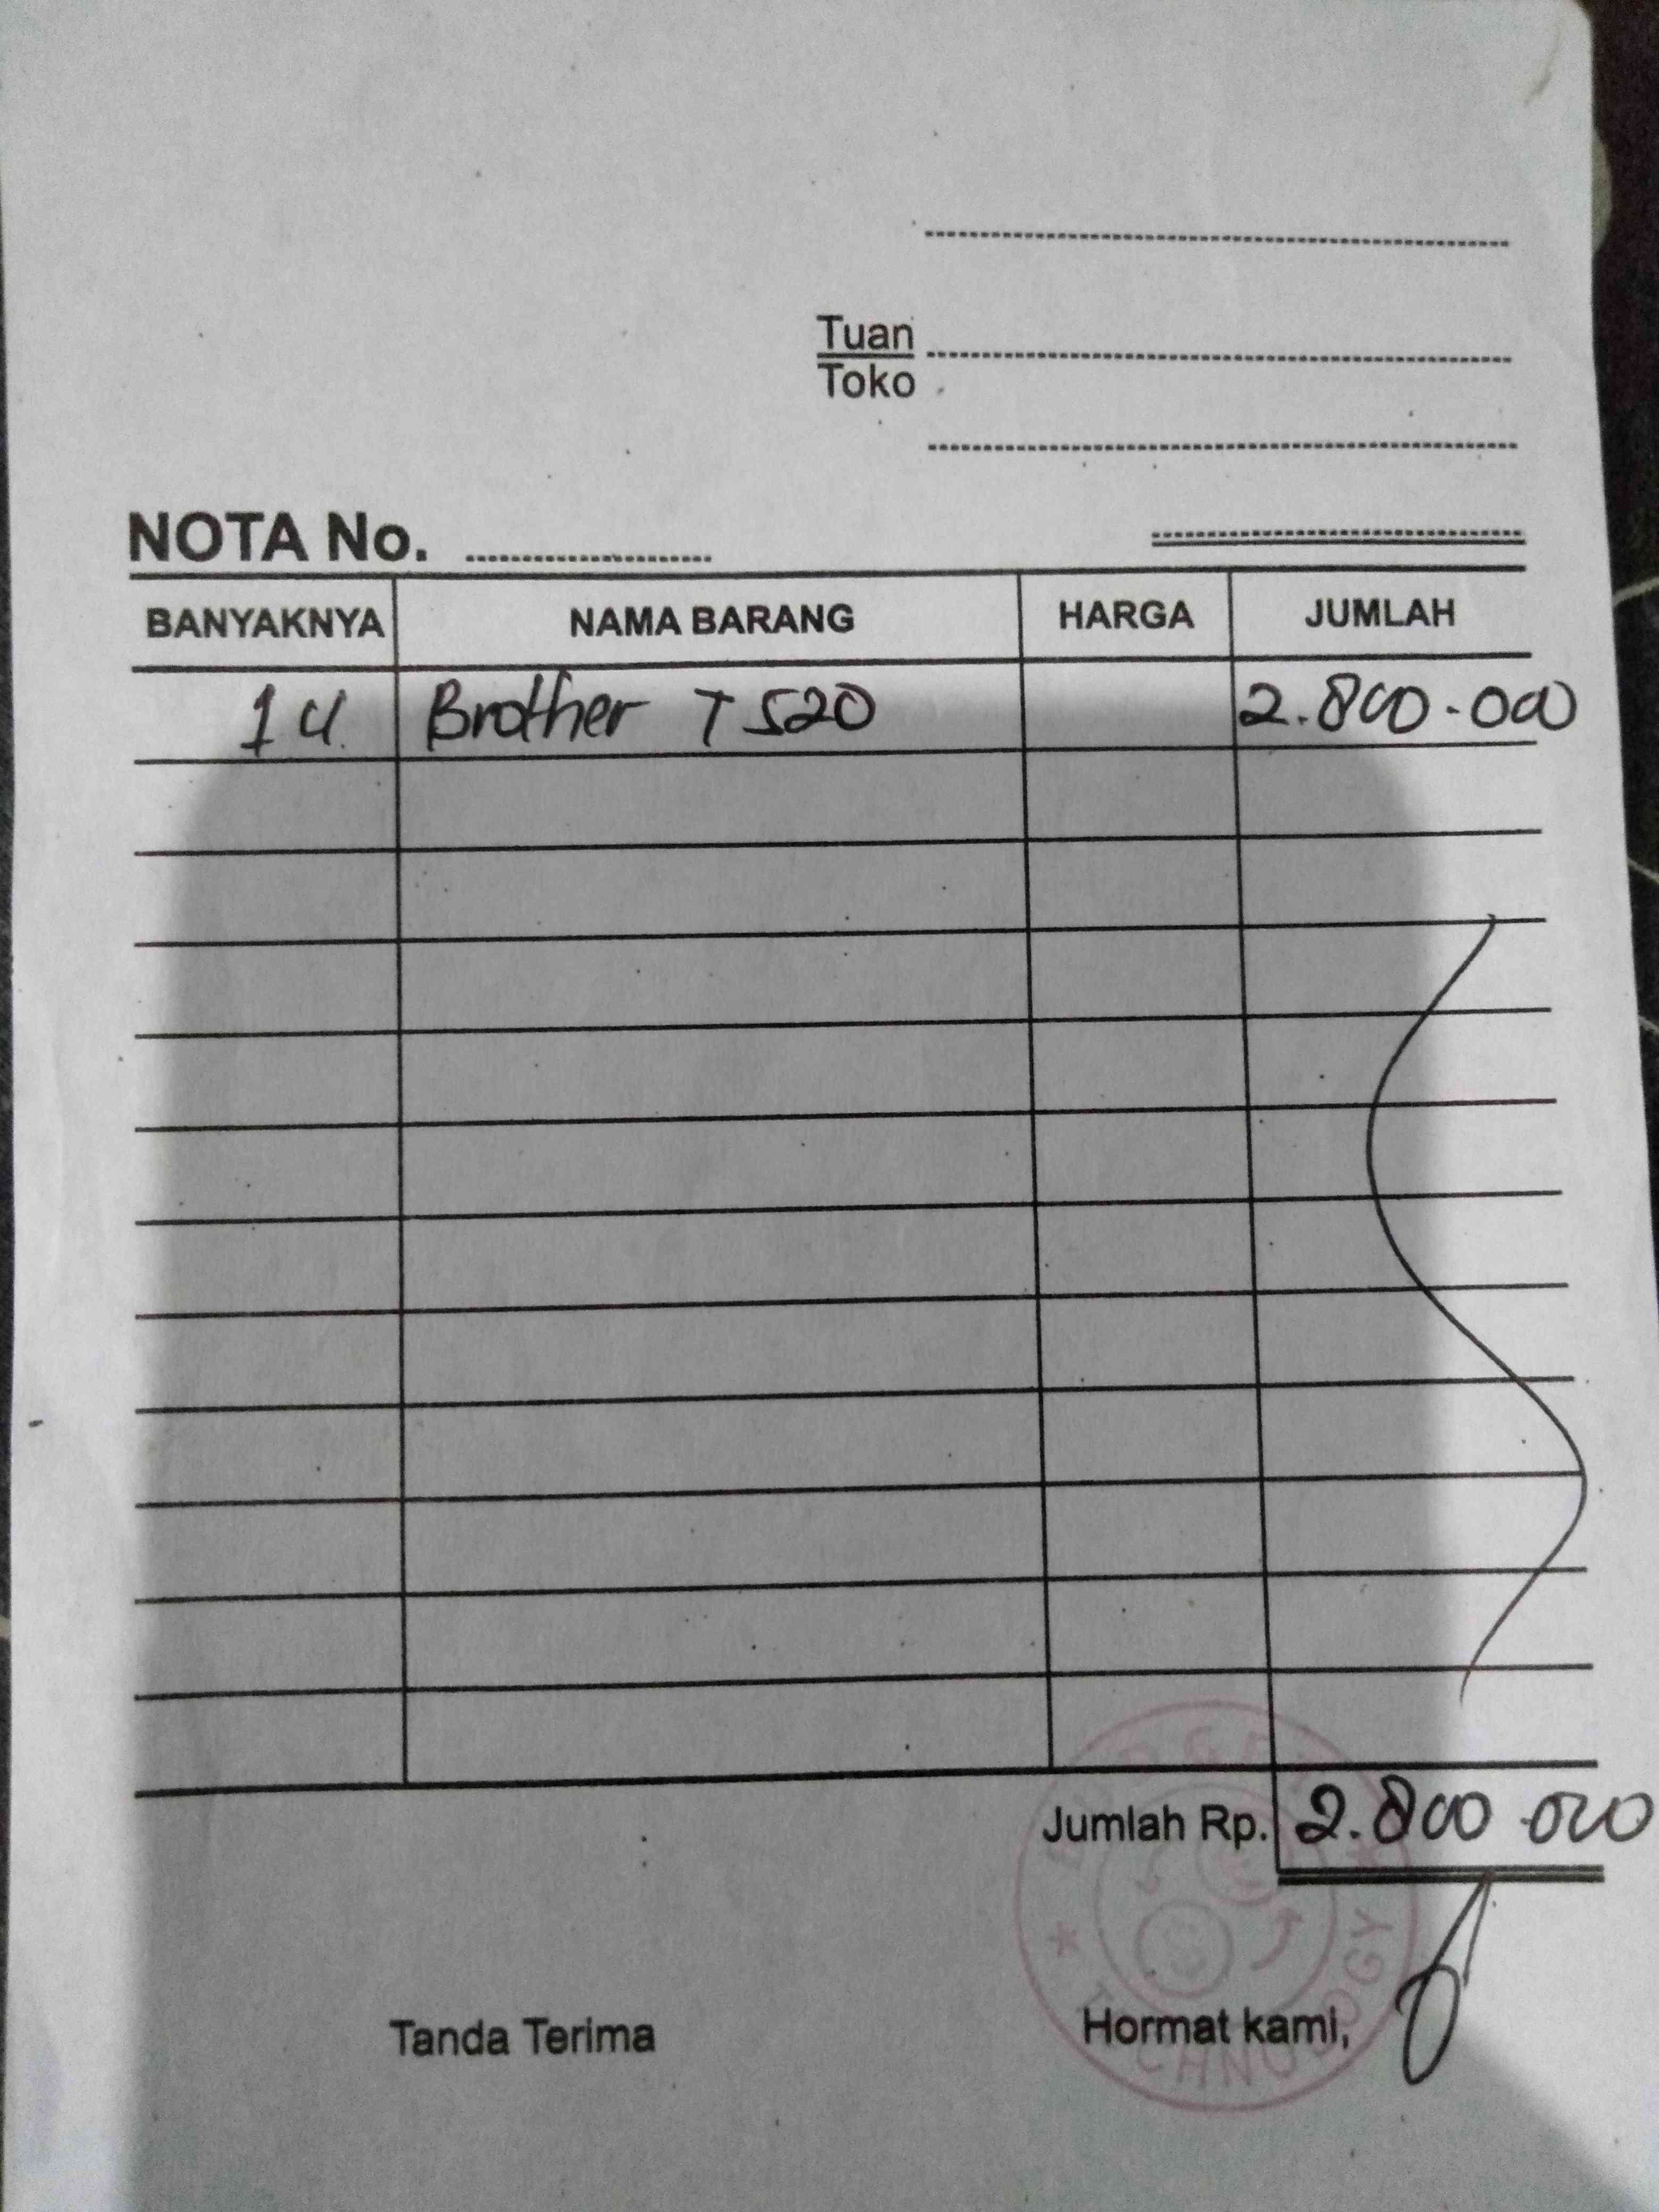 Tuan
Toko
NOTA No.
BANYAKNYA NAMA BARANG HARGA JUMLAH
1 u. Brother T520 2.800.000
Jumlah Rp. 2.800.000
Tanda Terima Hormat kami,